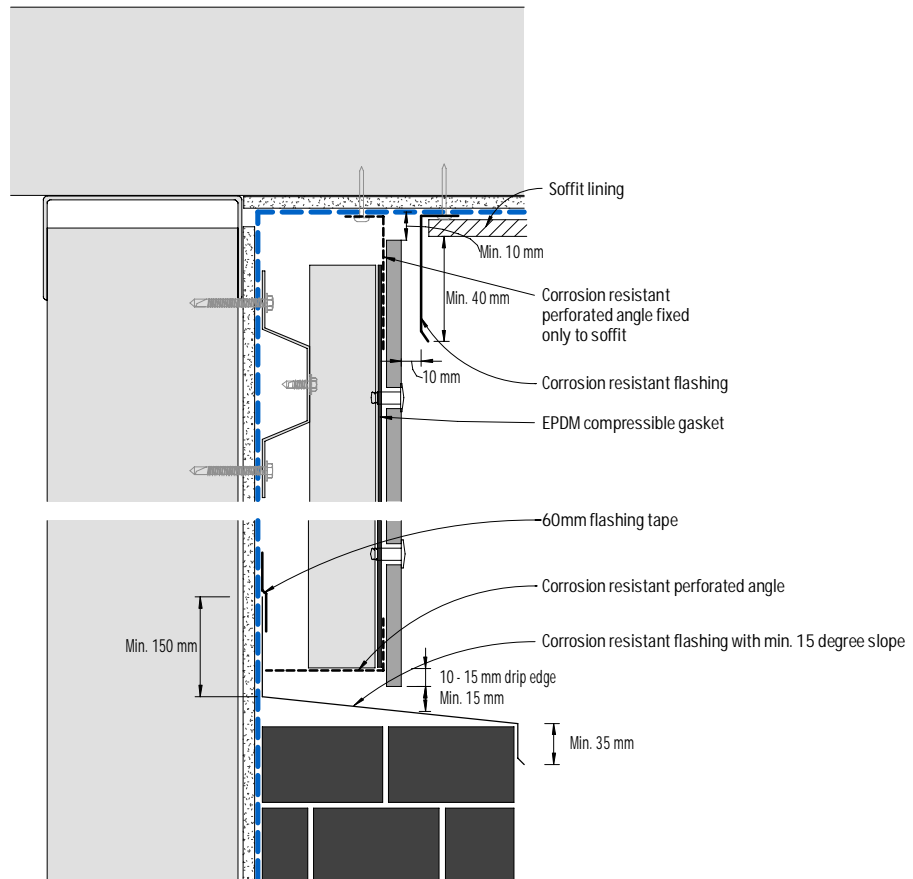 Soffit lining
Min. 10 mm
Min. 40 mm
Corrosion resistant
perforated angle fixed
only to soffit
10 mm
Corrosion resistant flashing
EPDM compressible gasket
60mm flashing tape
Corrosion resistant perforated angle
Min. 150 mm
Corrosion resistant flashing with min. 15 degree slope
10 - 15 mm drip edge
Min. 15 mm
Min. 35 mm